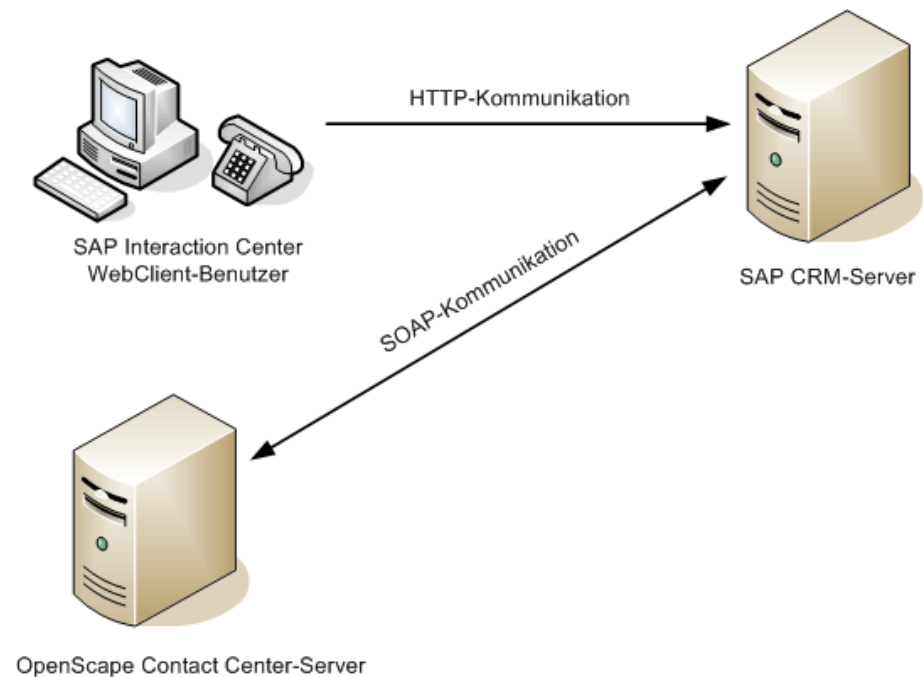 HTTP-Kommunikation
SAP Interaction Center
WebClient-Benutzer
SAP CRM-Server
SOAP-Kommunikation
OpenScape Contact Center-Server